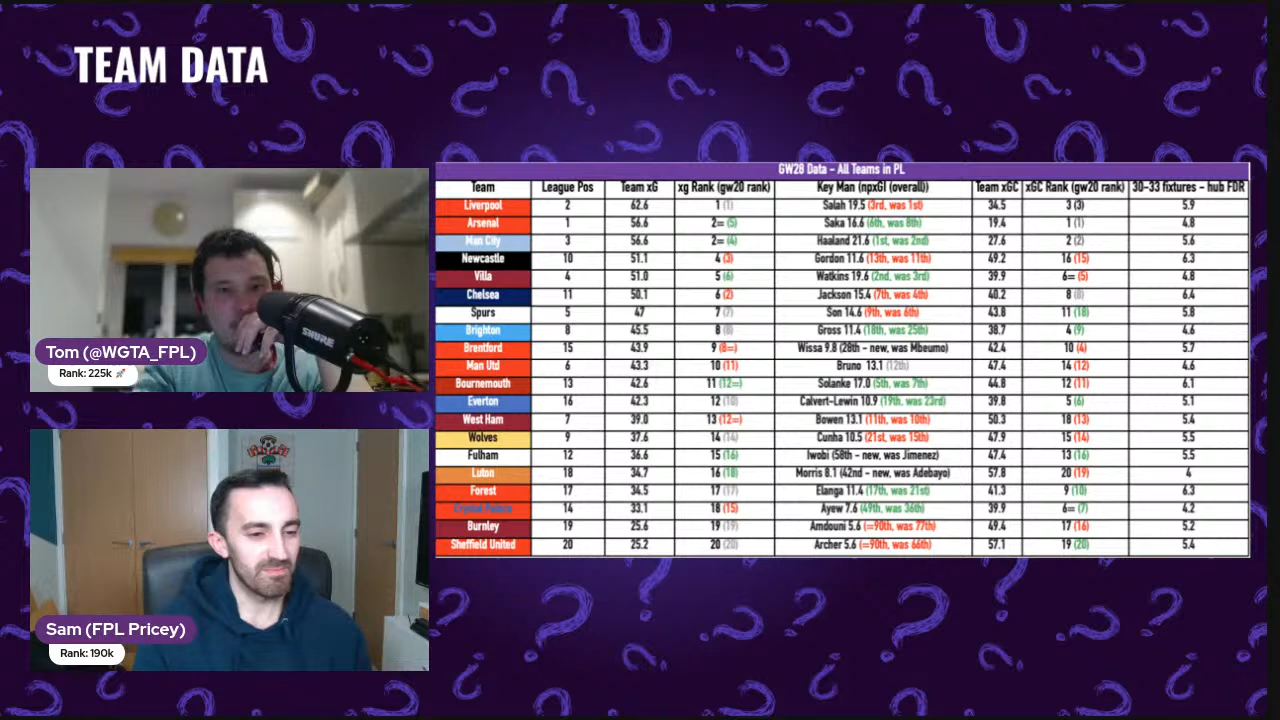 TEAM DATA
GW28 Data - All Teams in PL
Team League Pos Team xG xg Rank (gw20 rank) Key Man (npxGI (overall)) Team xGC xGC Rank (gw20 rank) 30-33 fixtures - hub FDR
Liverpool 2 62.6 1 (1) Salah 19.5 (3rd, was 1st) 34.5 3 (3) 5.9
Arsenal 1 56.6 2= (5) Saka 16.6 (6th, was 8th) 19.4 1 (1) 4.8
Man City 3 56.6 2= (4) Haaland 21.6 (1st, was 2nd) 27.6 2 (2) 5.6
Newcastle 10 51.1 4 (3) Gordon 11.6 (13th, was 11th) 49.2 16 (15) 6.3
Villa 4 51.0 5 (6) Watkins 19.6 (2nd, was 3rd) 39.9 6= (5) 4.8
Chelsea 11 50.1 6 (2) Jackson 15.4 (7th, was 4th) 40.2 8 (8) 6.4
Spurs 5 47 7 (7) Son 14.6 (9th, was 6th) 43.8 11 (18) 5.8
Brighton 8 45.5 8 (8) Gross 11.4 (18th, was 25th) 38.7 4 (9) 4.6
Brentford 15 43.9 9 (8=) Wissa 9.8 (28th - new, was Mbeumo) 42.4 10 (4) 5.7
Man Utd 6 43.3 10 (11) Bruno 13.1 (12th) 47.4 14 (12) 4.6
Bournemouth 13 42.6 11 (12=) Solanke 17.0 (5th, was 7th) 44.8 12 (11) 6.1
Everton 16 42.3 12 (10) Calvert-Lewin 10.9 (19th, was 23rd) 39.8 5 (6) 5.1
West Ham 7 39.0 13 (12=) Bowen 13.1 (11th, was 10th) 50.3 18 (13) 5.4
Wolves 9 37.6 14 (14) Cunha 10.5 (21st, was 15th) 47.9 15 (14) 5.5
Fulham 12 36.6 15 (16) Iwobi (58th - new, was Jimenez) 47.4 13 (16) 5.5
Luton 18 34.7 16 (18) Morris 8.1 (42nd - new, was Adebayo) 57.8 20 (19) 4
Forest 17 34.5 17 (17) Elanga 11.4 (17th, was 21st) 41.3 9 (10) 6.3
Crystal Palace 14 33.1 18 (15) Ayew 7.6 (49th, was 36th) 39.9 6= (7) 4.2
Burnley 19 25.6 19 (19) Amdouni 5.6 (=90th, was 77th) 49.4 17 (16) 5.2
Sheffield United 20 25.2 20 (20) Archer 5.6 (=90th, was 66th) 57.1 19 (20) 5.4
SHURE
Tom (@WGTA_FPL)
Rank: 225k 🚀
Sam (FPL Pricey)
Rank: 190k